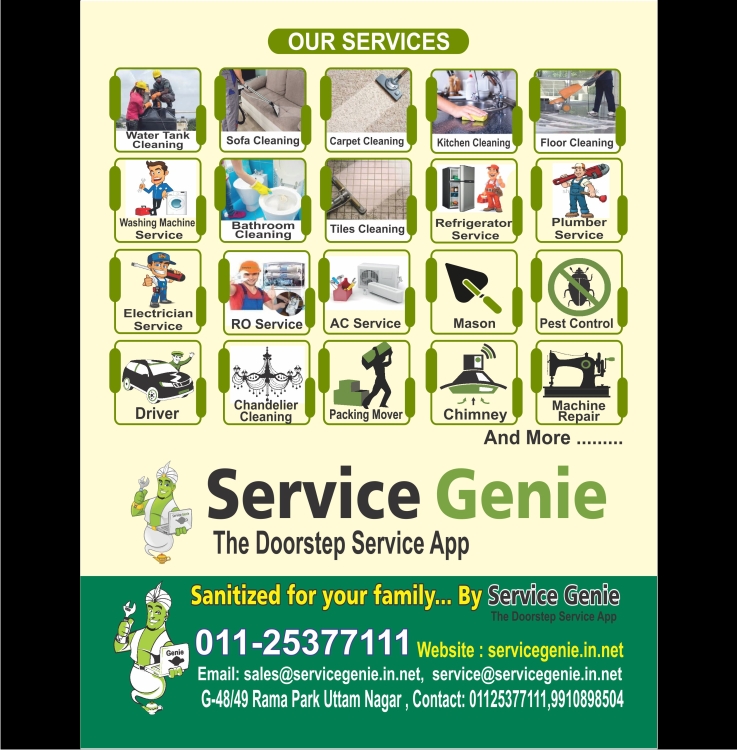 OUR SERVICES
Water Tank
Cleaning
Sofa Cleaning
Carpet Cleaning
Kitchen Cleaning
Floor Cleaning
Washing Machine
Service
Bathroom
Cleaning
Tiles Cleaning
Refrigerator
Service
Plumber
Service
Electrician
Service
RO Service
AC Service
Mason
Pest Control
Driver
Chandelier
Cleaning
Packing Mover
Chimney
Machine
Repair
And More .........
Service Genie
The Doorstep Service App
Sanitized for your family... By Service Genie
The Doorstep Service App
Genie
011-25377111 Website : servicegenie.in.net
Email: sales@servicegenie.in.net, service@servicegenie.in.net
G-48/49 Rama Park Uttam Nagar , Contact: 01125377111,9910898504